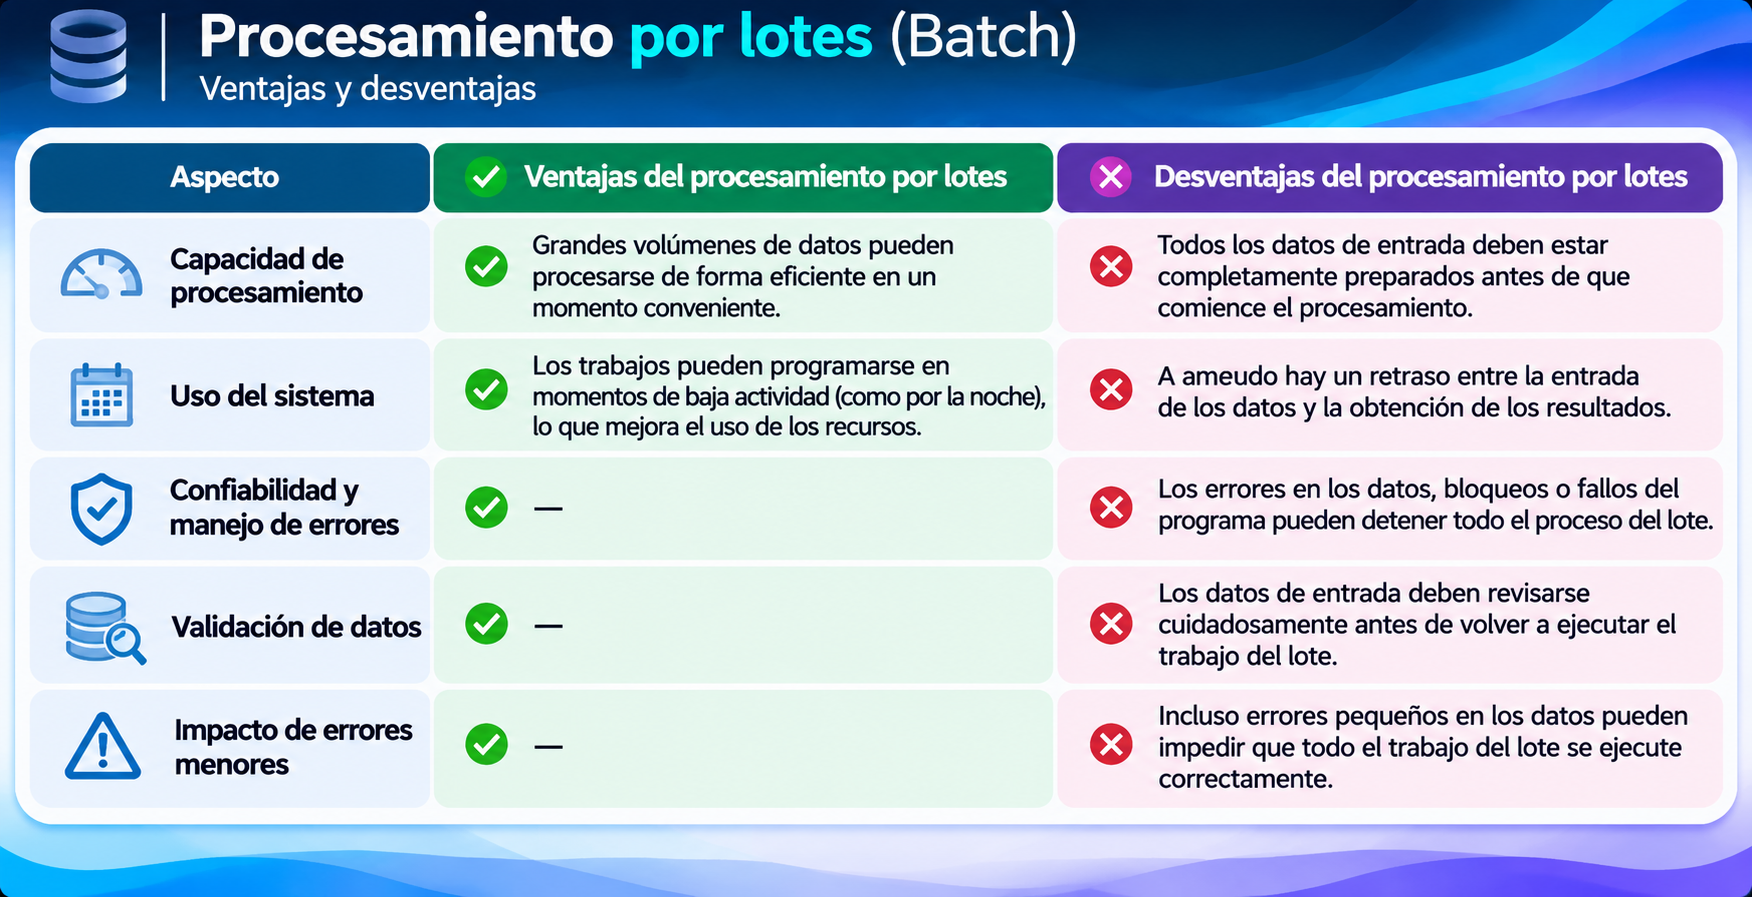 Procesamiento por lotes (Batch)
Ventajas y desventajas
Aspecto
Ventajas del procesamiento por lotes
Desventajas del procesamiento por lotes
Capacidad de
procesamiento
Grandes volúmenes de datos pueden
procesarse de forma eficiente en un
momento conveniente.
Todos los datos de entrada deben estar
completamente preparados antes de que
comience el procesamiento.
Uso del sistema
Los trabajos pueden programarse en
momentos de baja actividad (como por la noche),
lo que mejora el uso de los recursos.
A ameudo hay un retraso entre la entrada
de los datos y la obtención de los resultados.
Confiabilidad y
manejo de errores
—
Los errores en los datos, bloqueos o fallos del
programa pueden detener todo el proceso del lote.
Validación de datos
—
Los datos de entrada deben revisarse
cuidadosamente antes de volver a ejecutar el
trabajo del lote.
Impacto de errores
menores
—
Incluso errores pequeños en los datos pueden
impedir que todo el trabajo del lote se ejecute
correctamente.